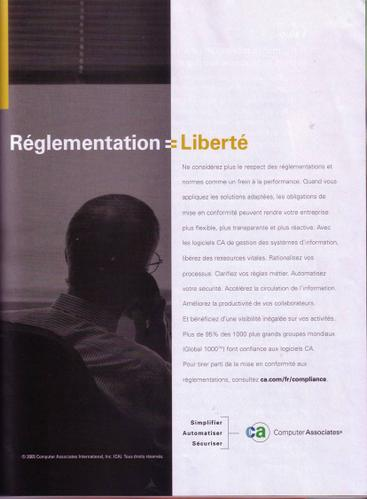 Réglementation = Liberté
Ne considérez plus le respect des réglementations et
normes comme un frein à la performance. Quand vous
appliquez les solutions adaptées, les obligations de
mise en conformité peuvent rendre votre entreprise
plus flexible, plus transparente et plus réactive. Avec
les logiciels CA de gestion des systèmes d'information,
libérez des ressources vitales. Rationalisez vos
processus. Clarifiez vos règles métier. Automatisez
votre sécurité. Accélérez la circulation de l'information.
Améliorez la productivité de vos collaborateurs.
Et bénéficiez d'une visibilité inégalée sur vos activités.
Plus de 95% des 1000 plus grands groupes mondiaux
(Global 1000™) font confiance aux logiciels CA.
Pour tirer parti de la mise en conformité aux
réglementations, consultez ca.com/fr/compliance.
Simplifier
Automatiser
Sécuriser
ca Computer Associates®
© 2005 Computer Associates International, Inc. (CA). Tous droits réservés.